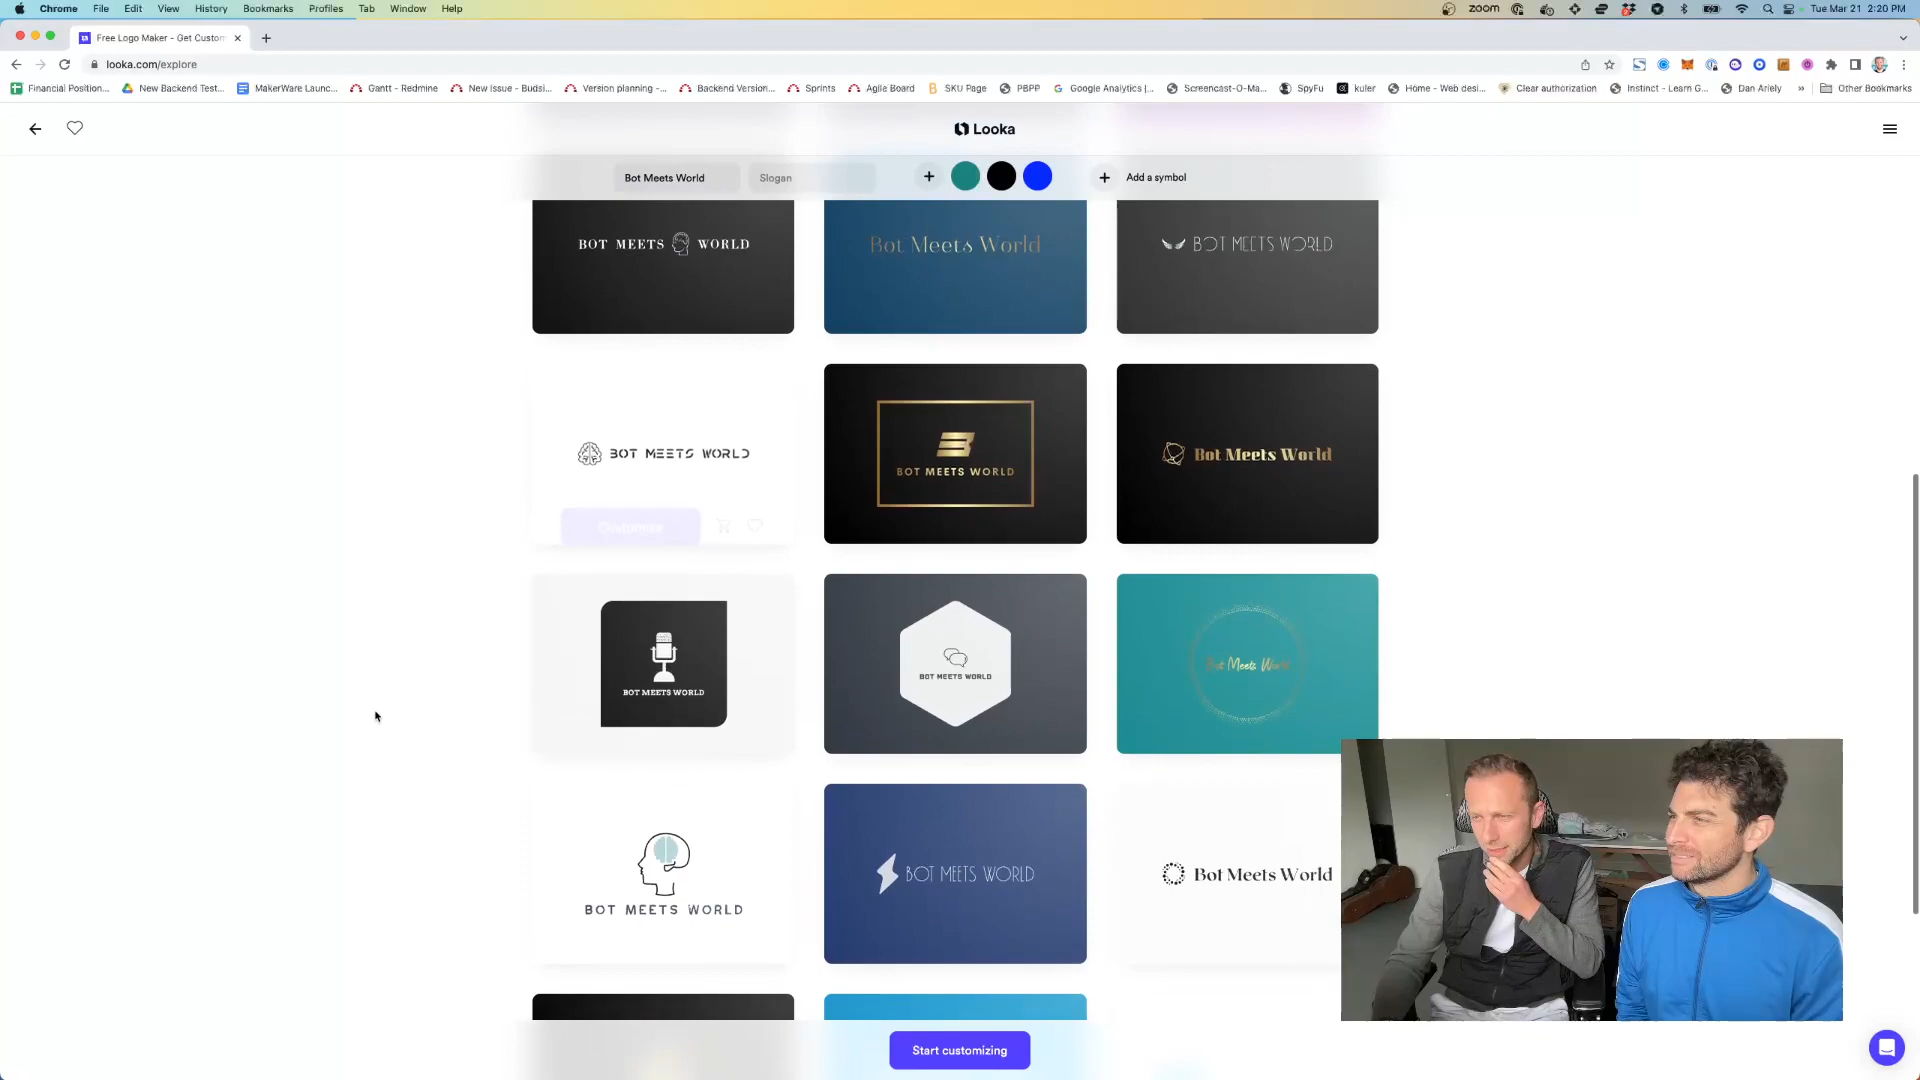 Chrome File Edit View History Bookmarks Profiles Tab Window Help
zoom Tue Mar 21 2:20 PM
Free Logo Maker - Get Custom
looka.com/explore
Financial Position... New Backend Test... MakerWare Launc... Gantt - Redmine New Issue - Budsi... Version planning -... Backend Version... Sprints Agile Board SKU Page PBPP Google Analytics |... Screencast-O-Ma... SpyFu kuler Home - Web desi... Clear authorization Instinct - Learn G... Dan Ariely » Other Bookmarks
Looka
Bot Meets World Slogan Add a symbol
BOT MEETS WORLD
Bot Meets World
BOT MEETS WORLD
BOT MEETS WORLD
B
BOT MEETS WORLD
Bot Meets World
Customize
BOT MEETS WORLD
BOT MEETS WORLD
Bot Meets World
BOT MEETS WORLD
BOT MEETS WORLD
Bot Meets World
Start customizing